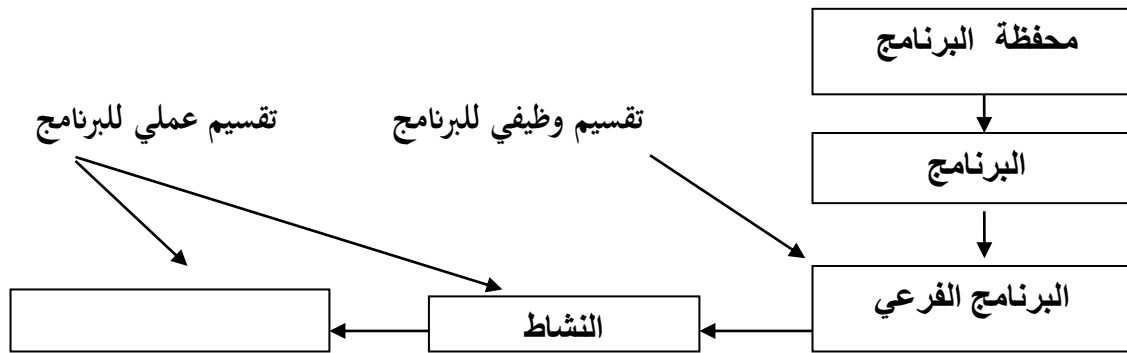 محفظة البرنامج
تقسيم وظيفي للبرنامج
تقسيم عملي للبرنامج
البرنامج
البرنامج الفرعي
النشاط